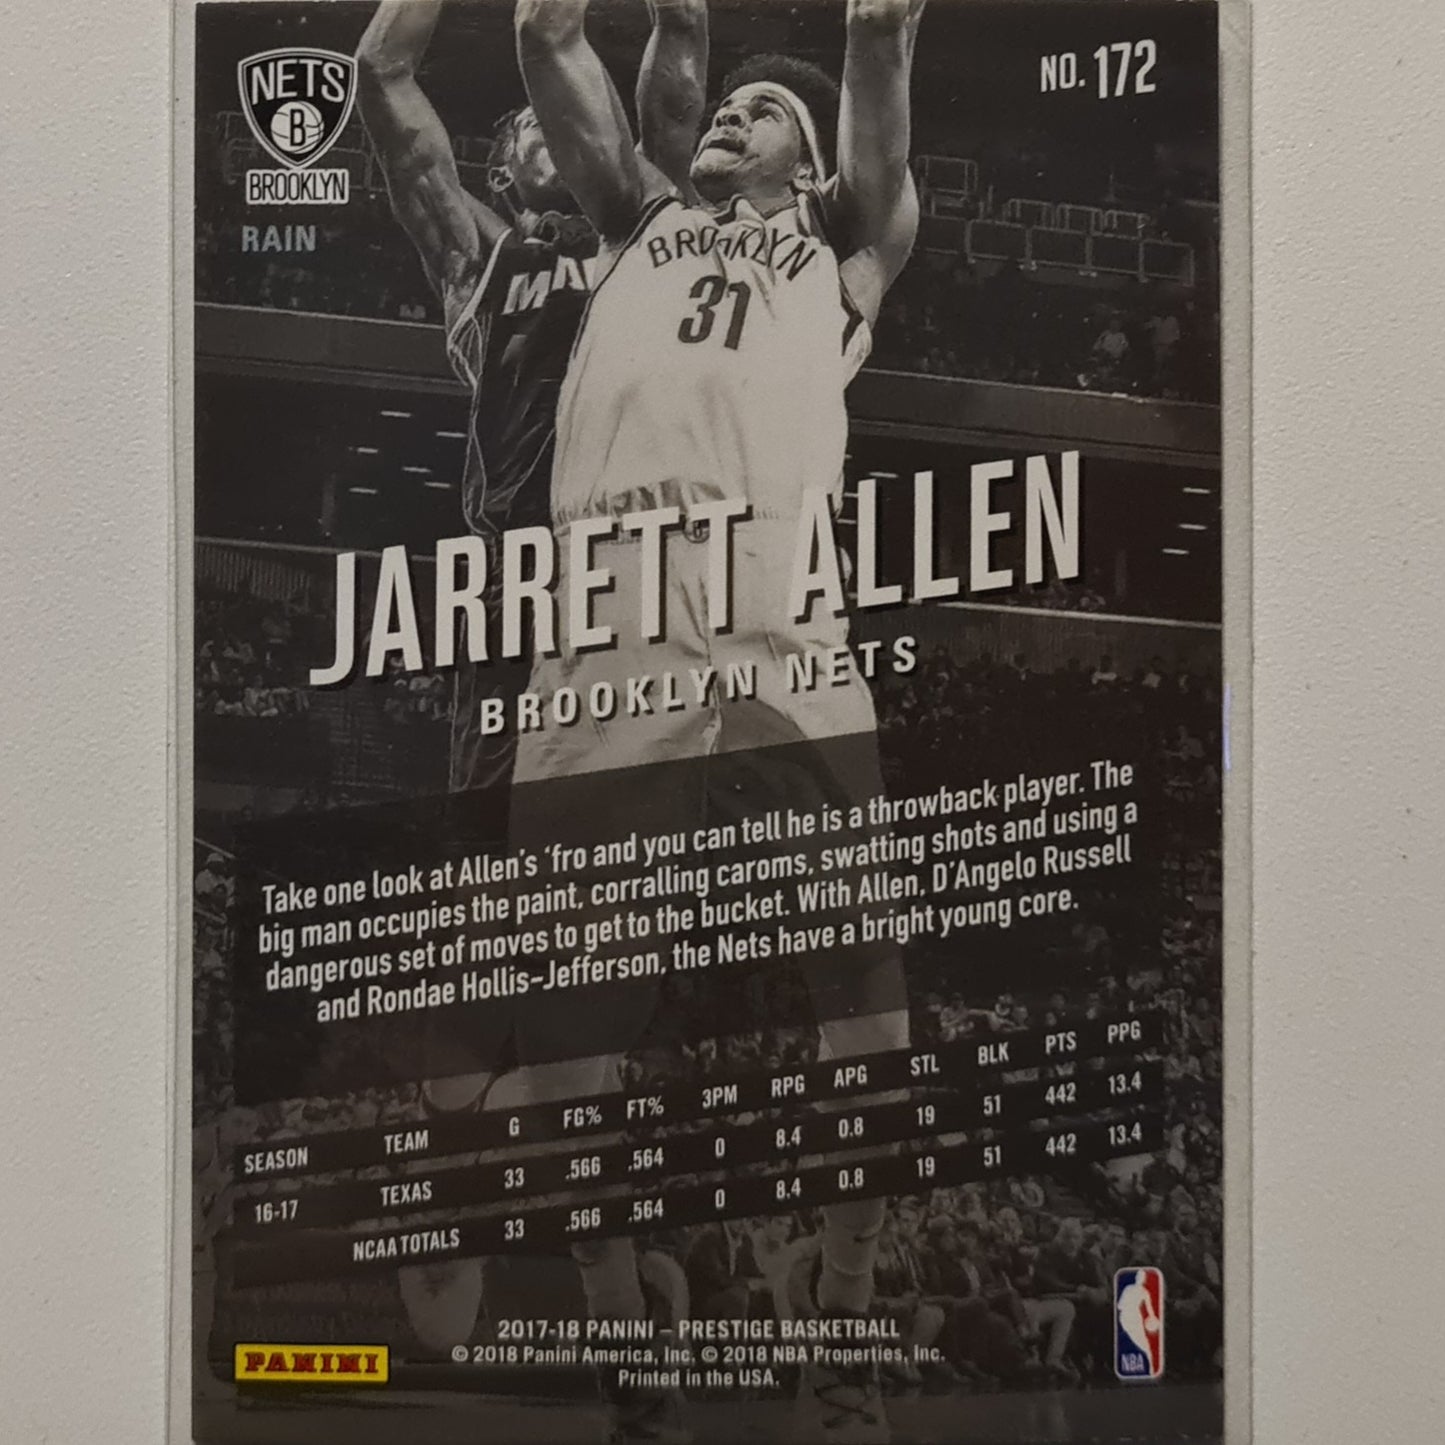 NETS
B
BROOKLYN
RAIN
NO. 172
BROOKLYN
31
JARRETT ALLEN
BROOKLYN NETS
Take one look at Allen's 'fro and you can tell he is a throwback player. The
big man occupies the paint, corralling caroms, swatting shots and using a
dangerous set of moves to get to the bucket. With Allen, D'Angelo Russell
and Rondae Hollis-Jefferson, the Nets have a bright young core.
SEASON TEAM G FG% FT% 3PM RPG APG STL BLK PTS PPG
16-17 TEXAS 33 .566 .564 0 8.4 0.8 19 51 442 13.4
NCAA TOTALS 33 .566 .564 0 8.4 0.8 19 51 442 13.4
2017-18 PANINI – PRESTIGE BASKETBALL
© 2018 Panini America, Inc. © 2018 NBA Properties, Inc.
Printed in the USA.
PANINI
NBA